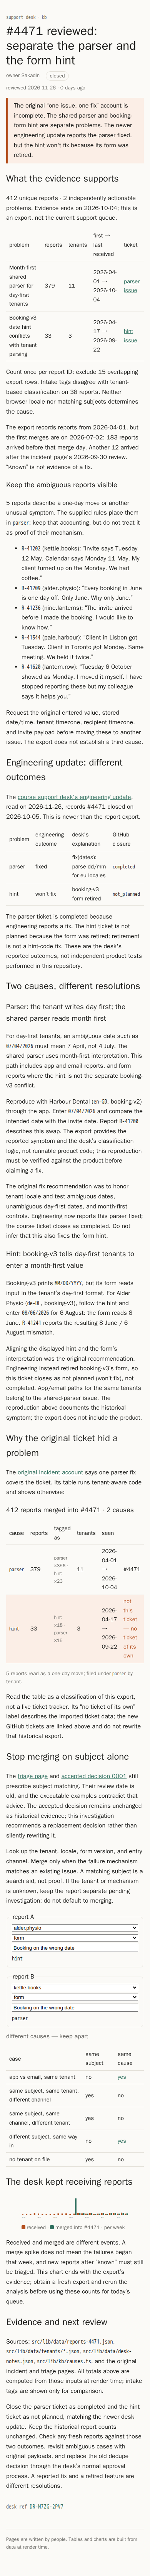 support desk · kb
#4471 reviewed:
separate the parser and
the form hint
owner Sakadin closed
reviewed 2026-11-26 · 0 days ago
The original "one issue, one fix" account is
incomplete. The shared parser and booking-
form hint are separate problems. The newer
engineering update reports the parser fixed,
but the hint won't be fixed because its form was
retired.
What the evidence supports
412 unique reports · 2 independently actionable
problems. Evidence ends on 2026-10-04; this is
an export, not the current support queue.
problem reports tenants first → last received ticket
Month-first shared parser for day-first tenants 379 11 2026-04-01 → 2026-10-04 parser issue
Booking-v3 date hint conflicts with tenant parsing 33 3 2026-04-17 → 2026-09-22 hint issue
Count once per report ID: exclude 15 overlapping
export rows. Intake tags disagree with tenant-
based classification on 38 reports. Neither
browser locale nor matching subjects determines
the cause.
The export records reports from 2026-04-01, but
the first merges are on 2026-07-02: 183 reports
arrived before that merge day. Another 12 arrived
after the incident page's 2026-09-30 review.
"Known" is not evidence of a fix.
Keep the ambiguous reports visible
5 reports describe a one-day move or another
unusual symptom. The supplied rules place them
in parser; keep that accounting, but do not treat it
as proof of their mechanism.
R-41202 (kettle.books): "Invite says Tuesday
12 May. Calendar says Monday 11 May. My
client turned up on the Monday. We had
coffee."
R-41209 (alder.physio): "Every booking in June
is one day off. Only June. Why only June."
R-41236 (nine.lanterns): "The invite arrived
before I made the booking. I would like to
know how."
R-41544 (pale.harbour): "Client in Lisbon got
Tuesday. Client in Toronto got Monday. Same
meeting. We hold it twice."
R-41620 (lantern.row): "Tuesday 6 October
showed as Monday. I moved it myself. I have
stopped reporting these but my colleague
says it helps you."
Request the original entered value, stored
date/time, tenant timezone, recipient timezone,
and invite payload before moving these to another
issue. The export does not establish a third cause.
Engineering update: different
outcomes
The course support desk's engineering update,
read on 2026-11-26, records #4471 closed on
2026-10-05. This is newer than the incident export.
problem engineering outcome desk's explanation GitHub closure
parser fixed fix(dates): parse dd/mm for eu locales completed
hint won't fix booking-v3 form retired not_planned
The parser ticket is completed because
engineering reports a fix. The hint ticket is not
planned because the form was retired; retirement
is not a hint-code fix. These are the desk's
reported outcomes, not independent product tests
performed in this repository.
Two causes, different resolutions
Parser: the tenant writes day first; the
shared parser reads month first
For day-first tenants, an ambiguous date such as
07/04/2026 must mean 7 April, not 4 July. The
shared parser uses month-first interpretation. This
path includes app and email reports, and form
reports where there is not the separate booking-
v3 conflict.
Reproduce with Harbour Dental (en-GB, booking-v2)
through the app. Enter 07/04/2026 and compare the
intended date with the invite date. Report R-41200
describes this swap. The export provides the
observed symptom and the desk's classification
logic, not runnable product code; this reproduction
must be verified against the product before
claiming a fix.
The original fix recommendation was to honor
tenant locale and test ambiguous dates,
unambiguous day-first dates, and month-first
controls. Engineering now reports this parser fixed;
the course ticket closes as completed. Do not infer
that this also fixes the form hint.
Hint: booking-v3 tells day-first tenants to
enter a month-first value
Booking-v3 prints MM/DD/YYYY, but its form reads
values in the tenant's day-first order. For Alder
Physio (de-DE, booking-v3), follow the hint and
enter 08/06/2026 for 6 August; the form reads 8
June. R-41241 reports the resulting 8 June / 6
August mismatch.
Aligning the displayed hint and the form's
interpretation was the original recommendation.
Engineering instead retired booking-v3's form, so
this ticket closes as not planned (won't fix), not
completed. App/email paths for the same tenants
belong to the shared-parser issue. The
measurement documents the historical
symptom; the export does not include the product.
Why the original ticket hid a
problem
The original incident account says one parser fix
covers the ticket. Its table runs tenant-aware code
and shows otherwise:
412 reports merged into #4471 · 2 causes
cause reports tagged as tenants seen
parser 379 parser ×356 hint ×23 11 2026-04-01 → 2026-10-04 #4471
hint 33 hint ×18 parser ×15 3 2026-04-17 → 2026-09-22 not this ticket — no ticket of its own
5 reports read as a one-day move; filed under parser by
tenant.
Read the table as a classification of this export,
not a live ticket tracker. Its "no ticket of its own"
label describes the imported ticket data; the new
GitHub tickets are linked above and do not rewrite
that historical export.
Stop merging on subject alone
The triage page and accepted decision 0001 still
prescribe subject matching. Their review date is
old, and the executable examples contradict that
advice. The accepted decision remains unchanged
as historical evidence; this investigation
recommends a replacement decision rather than
silently rewriting it.
Look up the tenant, locale, form version, and entry
channel. Merge only when the failure mechanism
matches an existing cause. A matching subject is a
search aid, not proof. If the tenant or mechanism
is unknown, keep the report separate pending
investigation; do not default to merging.
report A
alder.physio
form
Booking on the wrong date
hint
report B
kettle books
form
Booking on the wrong date
parser
different causes — keep apart
case same subject same cause
app vs email, same tenant no yes
same subject, same tenant, different channel yes no
same subject, same channel, different tenant yes no
different subject, same way in no yes
no tenant on file yes no
The desk kept receiving reports
received merged into #4471 · per week
Received and merged are different events. A
merge spike does not mean the failures began
that week, and new reports after "known" still need
to be triaged. This chart ends with the export's
evidence; obtain a fresh export and rerun the
analysis before using these counts for today's
queue.
Evidence and next review
Sources: src/lib/data/reports-4471.json,
src/lib/data/tenants/*.json, src/lib/data/desk-
notes.json, src/lib/kb/causes.ts, and the original
incident/triage pages. All displayed totals are
computed from those inputs at render time; intake
tags are shown only for comparison.
Close the parser ticket as completed and the hint
ticket as not planned, matching the newer desk
update. Keep the historical report counts
unchanged. Check any fresh reports against those
two outcomes, revisit ambiguous cases with
original payloads, and replace the old dedupe
decision through the desk's normal approval
process. A reported fix and a retired feature are
different resolutions.
desk ref DR-M7ZG-2PV7
Pages are written by people. Tables and charts are built from
data at render time.